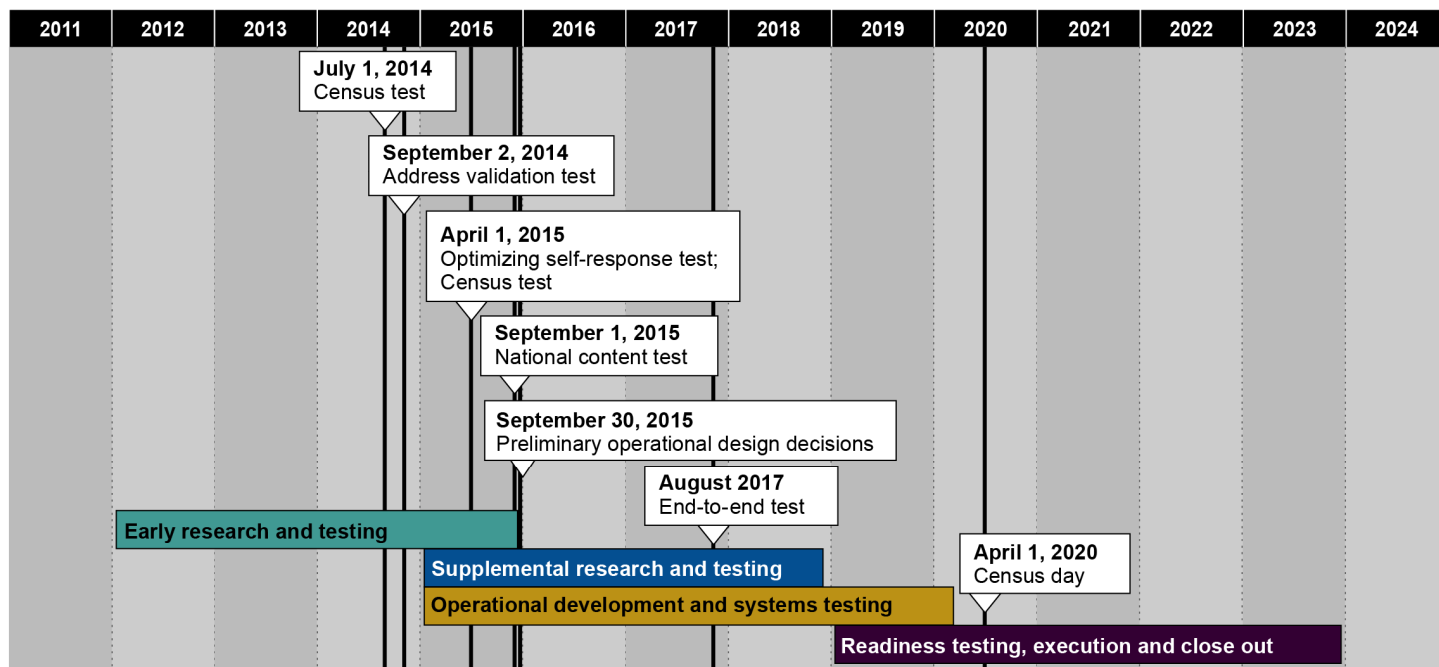 2011 2012 2013 2014 2015 2016 2017 2018 2019 2020 2021 2022 2023 2024
July 1, 2014
Census test
September 2, 2014
Address validation test
April 1, 2015
Optimizing self-response test;
Census test
September 1, 2015
National content test
September 30, 2015
Preliminary operational design decisions
August 2017
End-to-end test
Early research and testing
April 1, 2020
Census day
Supplemental research and testing
Operational development and systems testing
Readiness testing, execution and close out